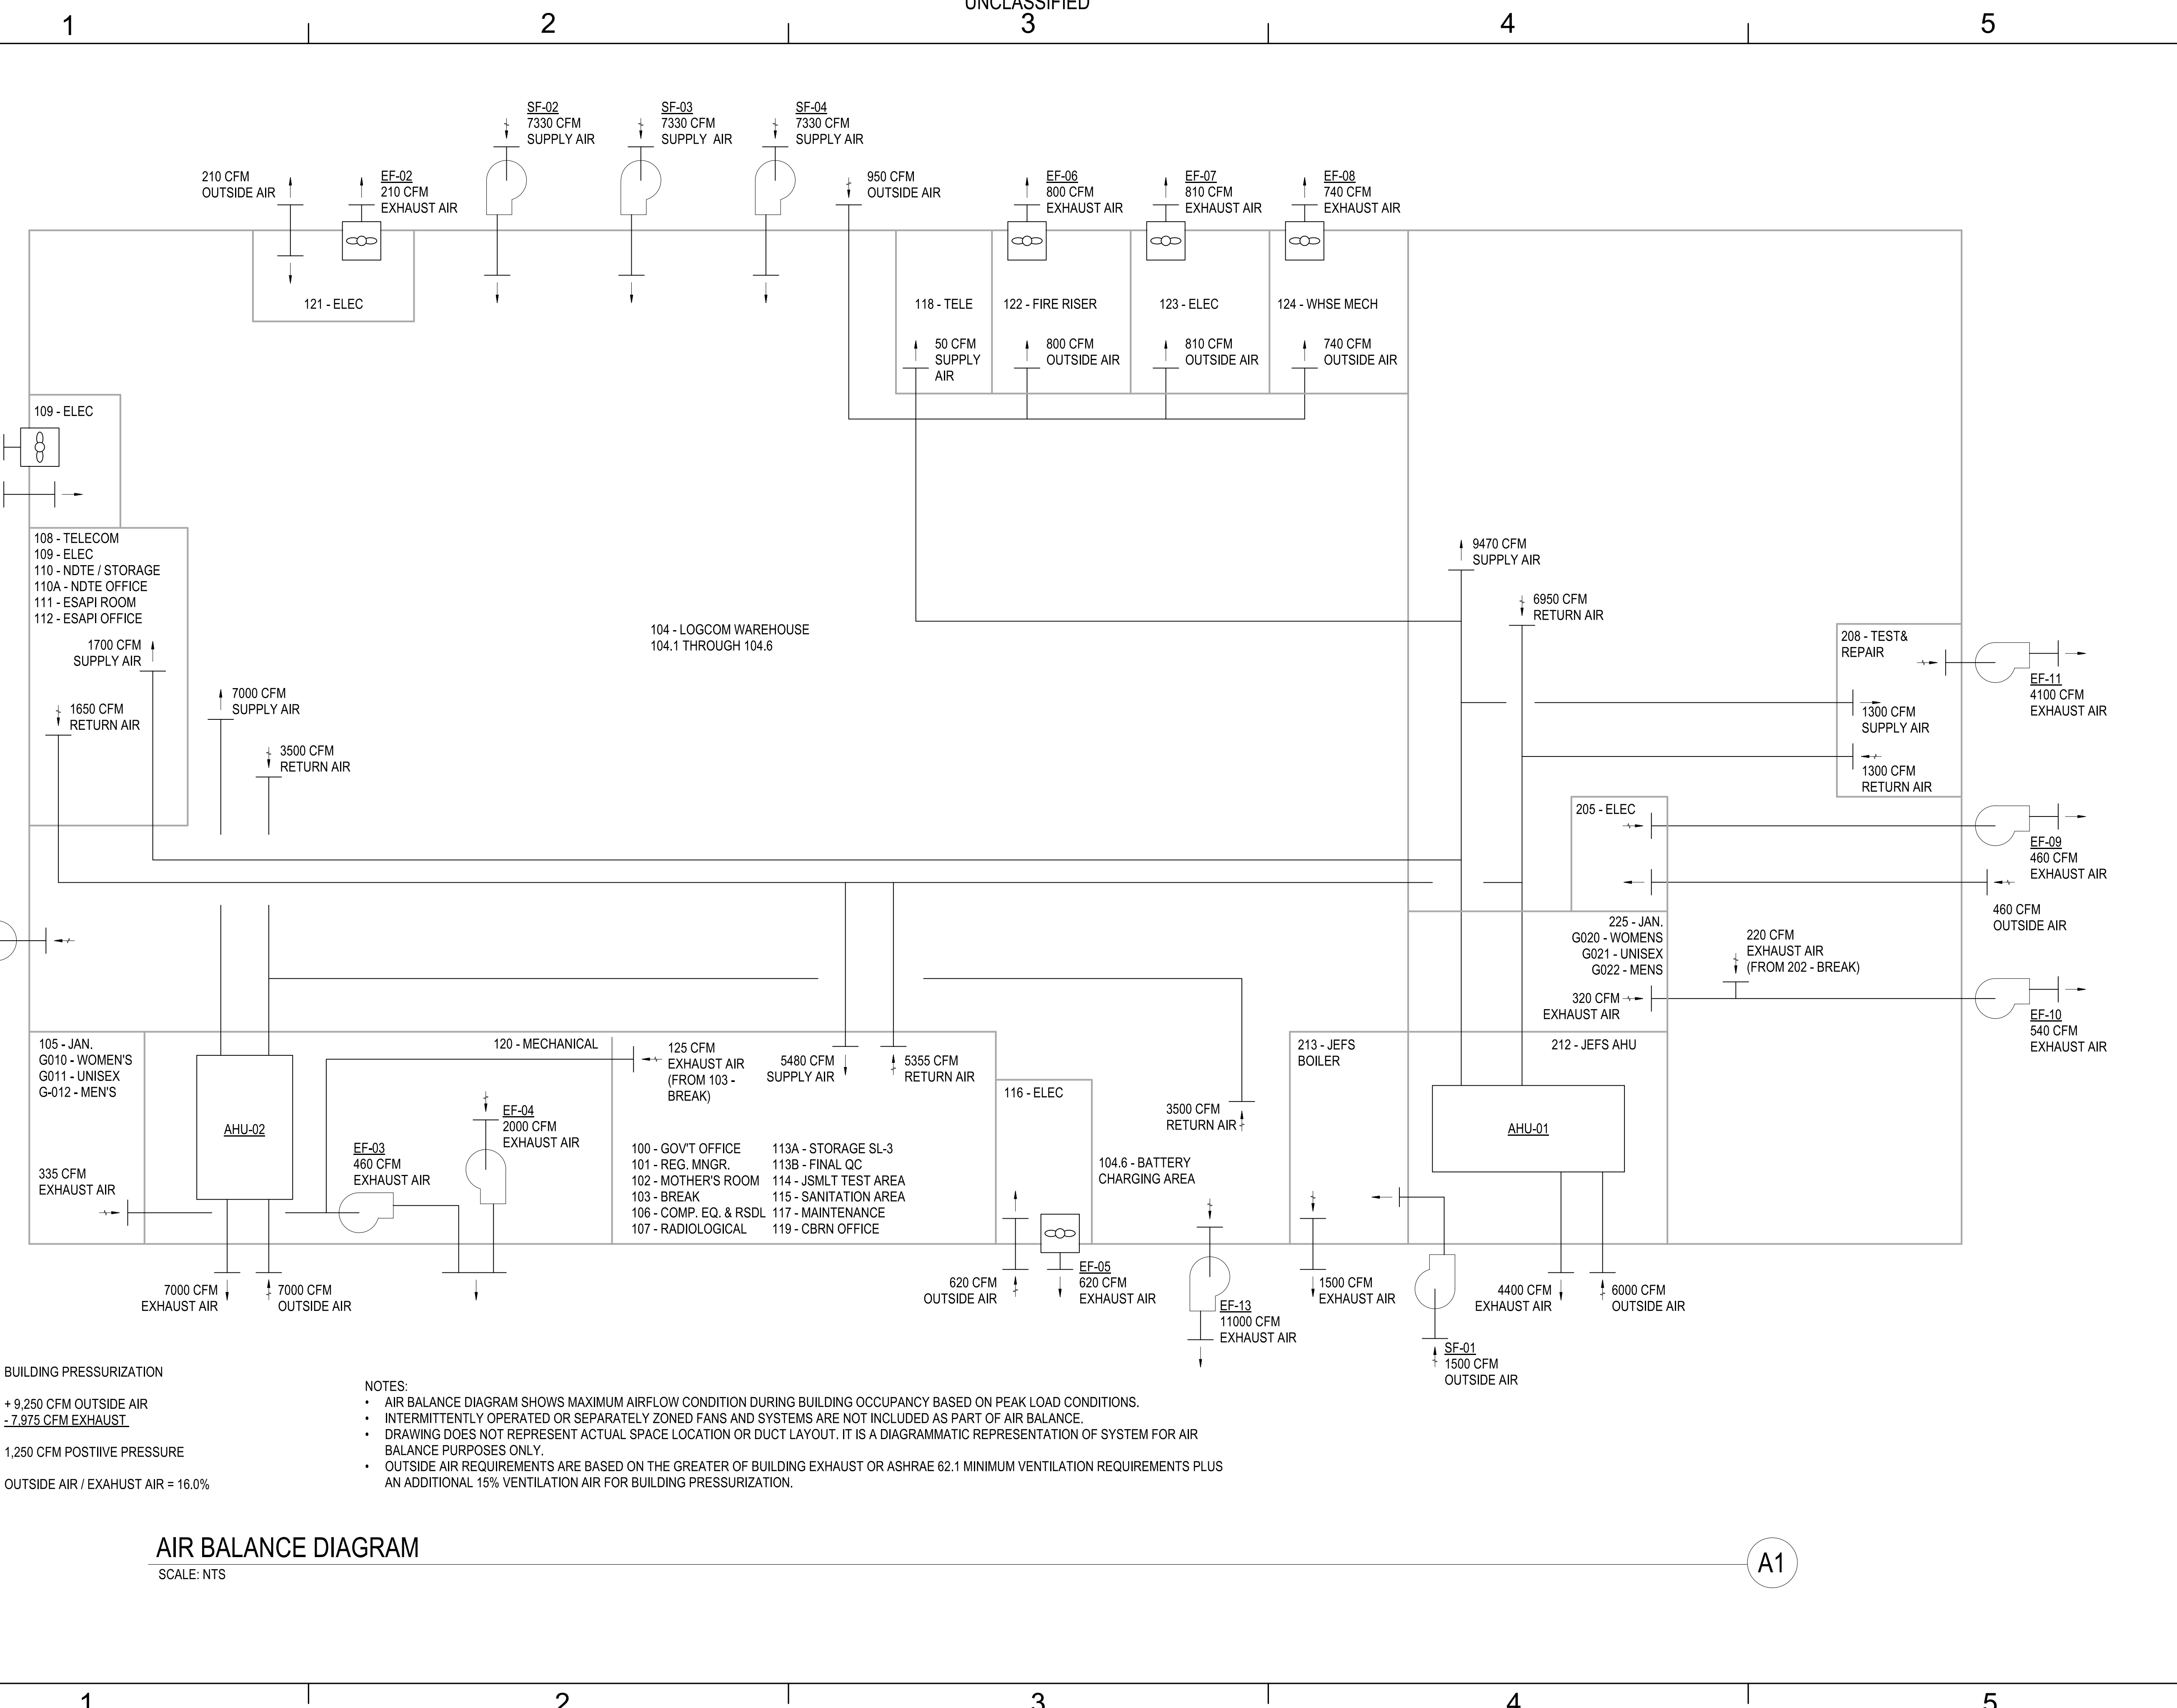 UNCLASSIFIED
1
2
3
4
5
SF-02
7330 CFM
SUPPLY AIR
SF-03
7330 CFM
SUPPLY AIR
SF-04
7330 CFM
SUPPLY AIR
210 CFM
OUTSIDE AIR
EF-02
210 CFM
EXHAUST AIR
950 CFM
OUTSIDE AIR
EF-06
800 CFM
EXHAUST AIR
EF-07
810 CFM
EXHAUST AIR
EF-08
740 CFM
EXHAUST AIR
121 - ELEC
118 - TELE
122 - FIRE RISER
123 - ELEC
124 - WHSE MECH
50 CFM
SUPPLY
AIR
800 CFM
OUTSIDE AIR
810 CFM
OUTSIDE AIR
740 CFM
OUTSIDE AIR
109 - ELEC
108 - TELECOM
109 - ELEC
110 - NDTE / STORAGE
110A - NDTE OFFICE
111 - ESAPI ROOM
112 - ESAPI OFFICE
1700 CFM
SUPPLY AIR
1650 CFM
RETURN AIR
7000 CFM
SUPPLY AIR
3500 CFM
RETURN AIR
104 - LOGCOM WAREHOUSE
104.1 THROUGH 104.6
9470 CFM
SUPPLY AIR
6950 CFM
RETURN AIR
208 - TEST&
REPAIR
EF-11
4100 CFM
EXHAUST AIR
1300 CFM
SUPPLY AIR
1300 CFM
RETURN AIR
205 - ELEC
EF-09
460 CFM
EXHAUST AIR
460 CFM
OUTSIDE AIR
225 - JAN.
G020 - WOMENS
G021 - UNISEX
G022 - MENS
220 CFM
EXHAUST AIR
(FROM 202 - BREAK)
320 CFM
EXHAUST AIR
EF-10
540 CFM
EXHAUST AIR
105 - JAN.
G010 - WOMEN'S
G011 - UNISEX
G-012 - MEN'S
335 CFM
EXHAUST AIR
AHU-02
120 - MECHANICAL
EF-03
460 CFM
EXHAUST AIR
EF-04
2000 CFM
EXHAUST AIR
125 CFM
EXHAUST AIR
(FROM 103 -
BREAK)
5480 CFM
SUPPLY AIR
5355 CFM
RETURN AIR
100 - GOV'T OFFICE
101 - REG. MNGR.
102 - MOTHER'S ROOM
103 - BREAK
106 - COMP. EQ. & RSDL
107 - RADIOLOGICAL
113A - STORAGE SL-3
113B - FINAL QC
114 - JSMLT TEST AREA
115 - SANITATION AREA
117 - MAINTENANCE
119 - CBRN OFFICE
116 - ELEC
3500 CFM
RETURN AIR
104.6 - BATTERY
CHARGING AREA
213 - JEFS
BOILER
212 - JEFS AHU
AHU-01
7000 CFM
EXHAUST AIR
7000 CFM
OUTSIDE AIR
620 CFM
OUTSIDE AIR
EF-05
620 CFM
EXHAUST AIR
EF-13
11000 CFM
EXHAUST AIR
1500 CFM
EXHAUST AIR
SF-01
1500 CFM
OUTSIDE AIR
4400 CFM
EXHAUST AIR
6000 CFM
OUTSIDE AIR
BUILDING PRESSURIZATION
+ 9,250 CFM OUTSIDE AIR
- 7,975 CFM EXHAUST
1,250 CFM POSTIIVE PRESSURE
OUTSIDE AIR / EXAHUST AIR = 16.0%
NOTES:
• AIR BALANCE DIAGRAM SHOWS MAXIMUM AIRFLOW CONDITION DURING BUILDING OCCUPANCY BASED ON PEAK LOAD CONDITIONS.
• INTERMITTENTLY OPERATED OR SEPARATELY ZONED FANS AND SYSTEMS ARE NOT INCLUDED AS PART OF AIR BALANCE.
• DRAWING DOES NOT REPRESENT ACTUAL SPACE LOCATION OR DUCT LAYOUT. IT IS A DIAGRAMMATIC REPRESENTATION OF SYSTEM FOR AIR
BALANCE PURPOSES ONLY.
• OUTSIDE AIR REQUIREMENTS ARE BASED ON THE GREATER OF BUILDING EXHAUST OR ASHRAE 62.1 MINIMUM VENTILATION REQUIREMENTS PLUS
AN ADDITIONAL 15% VENTILATION AIR FOR BUILDING PRESSURIZATION.
AIR BALANCE DIAGRAM
SCALE: NTS
A1
1
2
3
4
5